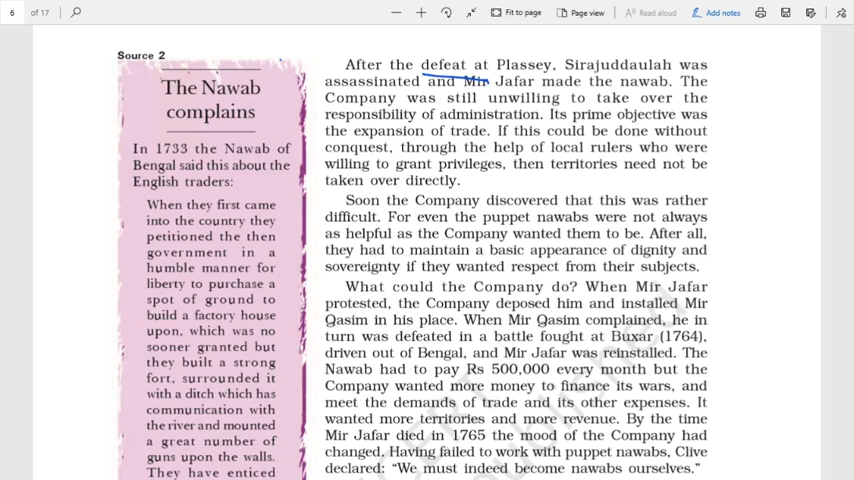 6
of 17
Fit to page
Page view
Read aloud
Add notes
Source 2
The Nawab
complains
In 1733 the Nawab of
Bengal said this about the
English traders:
When they first came
into the country they
petitioned the then
government in a
humble manner for
liberty to purchase a
spot of ground to
build a factory house
upon, which was no
sooner granted but
they built a strong
fort, surrounded it
with a ditch which has
communication with
the river and mounted
a great number of
guns upon the walls.
They have enticed
After the defeat at Plassey, Sirajuddaulah was
assassinated and Mir Jafar made the nawab. The
Company was still unwilling to take over the
responsibility of administration. Its prime objective was
the expansion of trade. If this could be done without
conquest, through the help of local rulers who were
willing to grant privileges, then territories need not be
taken over directly.
Soon the Company discovered that this was rather
difficult. For even the puppet nawabs were not always
as helpful as the Company wanted them to be. After all,
they had to maintain a basic appearance of dignity and
sovereignty if they wanted respect from their subjects.
What could the Company do? When Mir Jafar
protested, the Company deposed him and installed Mir
Qasim in his place. When Mir Qasim complained, he in
turn was defeated in a battle fought at Buxar (1764),
driven out of Bengal, and Mir Jafar was reinstalled. The
Nawab had to pay Rs 500,000 every month but the
Company wanted more money to finance its wars, and
meet the demands of trade and its other expenses. It
wanted more territories and more revenue. By the time
Mir Jafar died in 1765 the mood of the Company had
changed. Having failed to work with puppet nawabs, Clive
declared: “We must indeed become nawabs ourselves.”